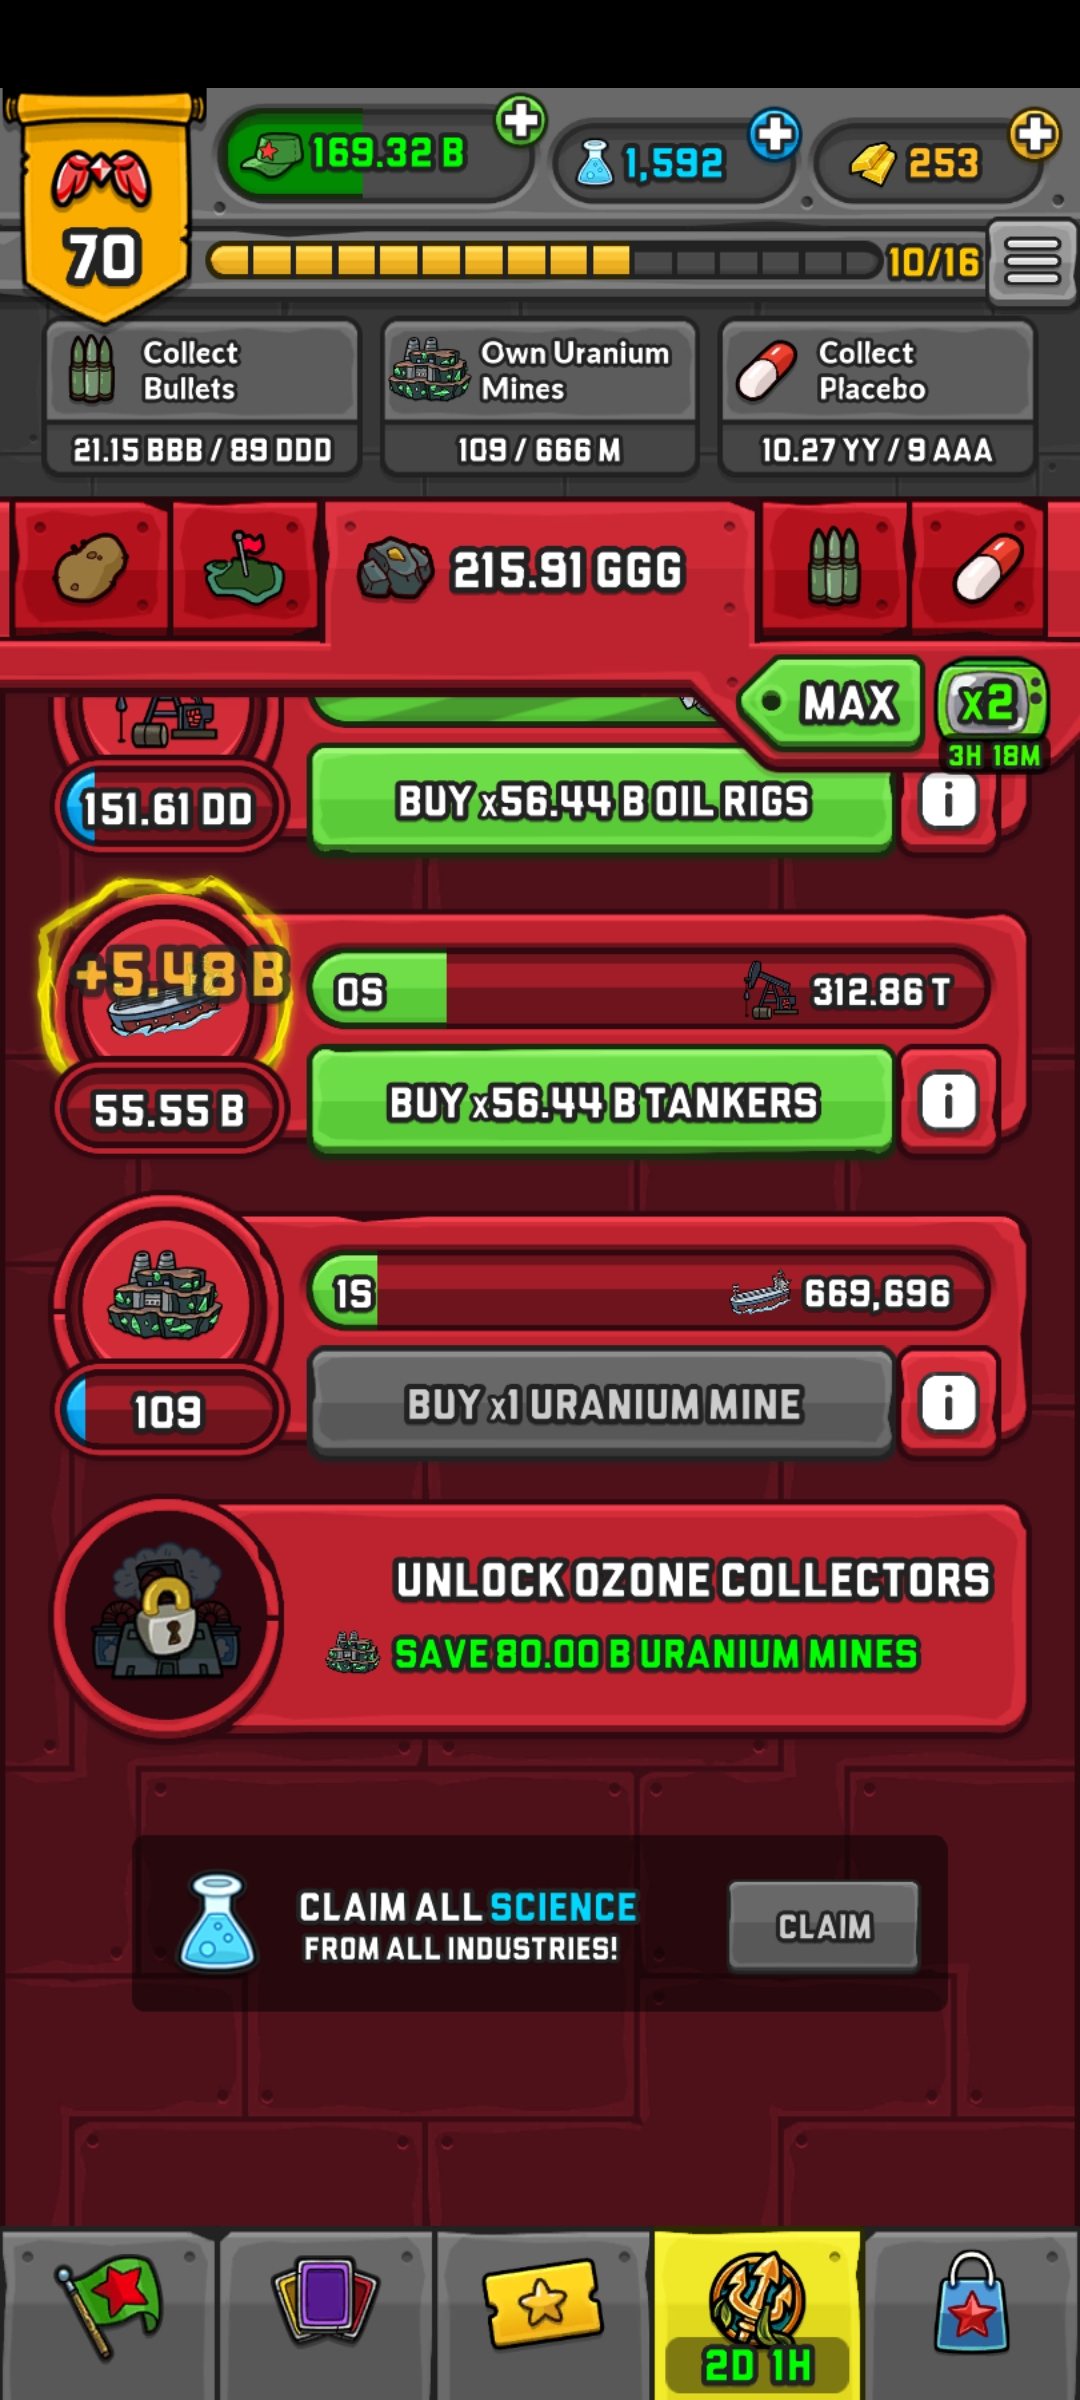 169.32 B
1,592
253
70
10/16
Collect
Bullets
21.15 BBB / 89 DDD
Own Uranium
Mines
109 / 666 M
Collect
Placebo
10.27 YY / 9 AAA
215.91 GGG
MAX
x2
3H 18M
151.61 DD
BUY x56.44 B OIL RIGS
i
+5.48 B
0S
312.86 T
55.55 B
BUY x56.44 B TANKERS
i
1S
669,696
109
BUY x1 URANIUM MINE
i
UNLOCK OZONE COLLECTORS
SAVE 80.00 B URANIUM MINES
CLAIM ALL SCIENCE
FROM ALL INDUSTRIES!
CLAIM
2D 1H